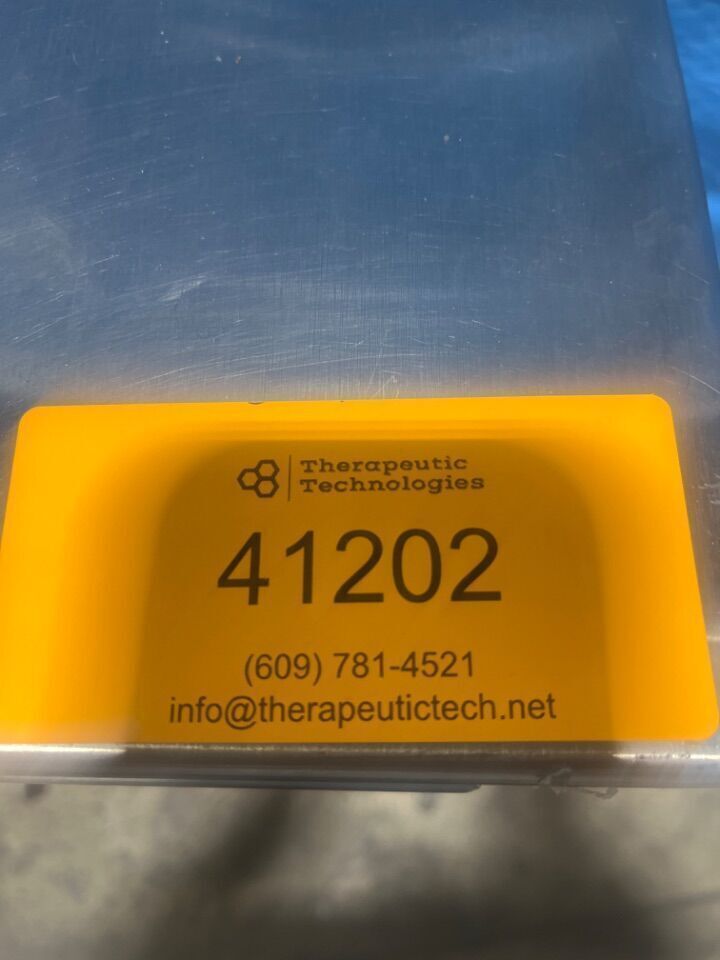 Therapeutic
Technologies
41202
(609) 781-4521
info@therapeutictech.net